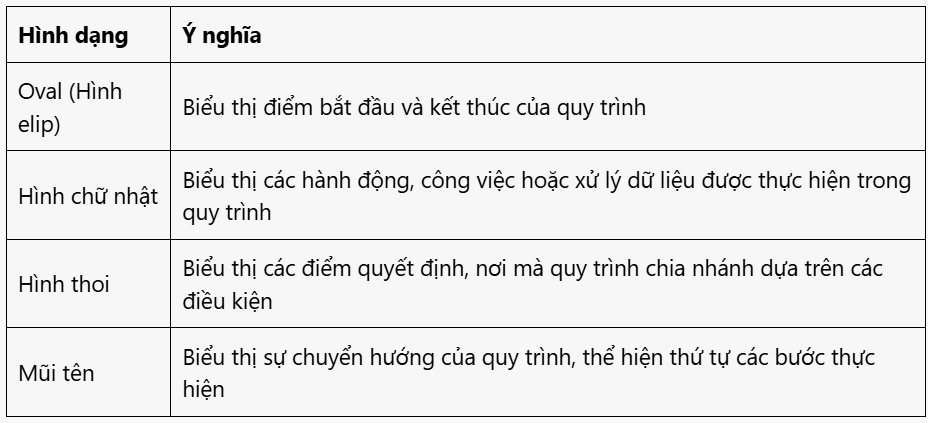 Hình dạng
Ý nghĩa
Oval (Hình
elip)
Biểu thị điểm bắt đầu và kết thúc của quy trình
Hình chữ nhật
Biểu thị các hành động, công việc hoặc xử lý dữ liệu được thực hiện trong
quy trình
Hình thoi
Biểu thị các điểm quyết định, nơi mà quy trình chia nhánh dựa trên các
điều kiện
Mũi tên
Biểu thị sự chuyển hướng của quy trình, thể hiện thứ tự các bước thực
hiện